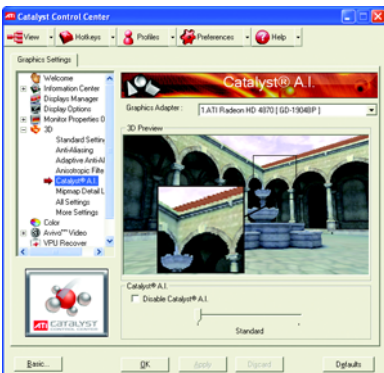 Catalyst Control Center
View Hotkeys Profiles Preferences Help
Graphics Settings
Welcome
Information Center
Displays Manager
Display Options
Monitor Properties 0
3D
Standard Settin
Anti-Aliasing
Adaptive Anti-Al
Anisotropic Filte
Catalyst® A.I.
Mipmap Detail L
All Settings
More Settings
Color
Avivo™ Video
VPU Recover
Catalyst® A.I.
Graphics Adapter:
1.ATI Radeon HD 4870 [ GD-19048P ]
3D Preview
Catalyst® A.I.
Disable Catalyst® A.I.
Standard
ATI CATALYST
Basic...
OK
Apply
Discard
Defaults